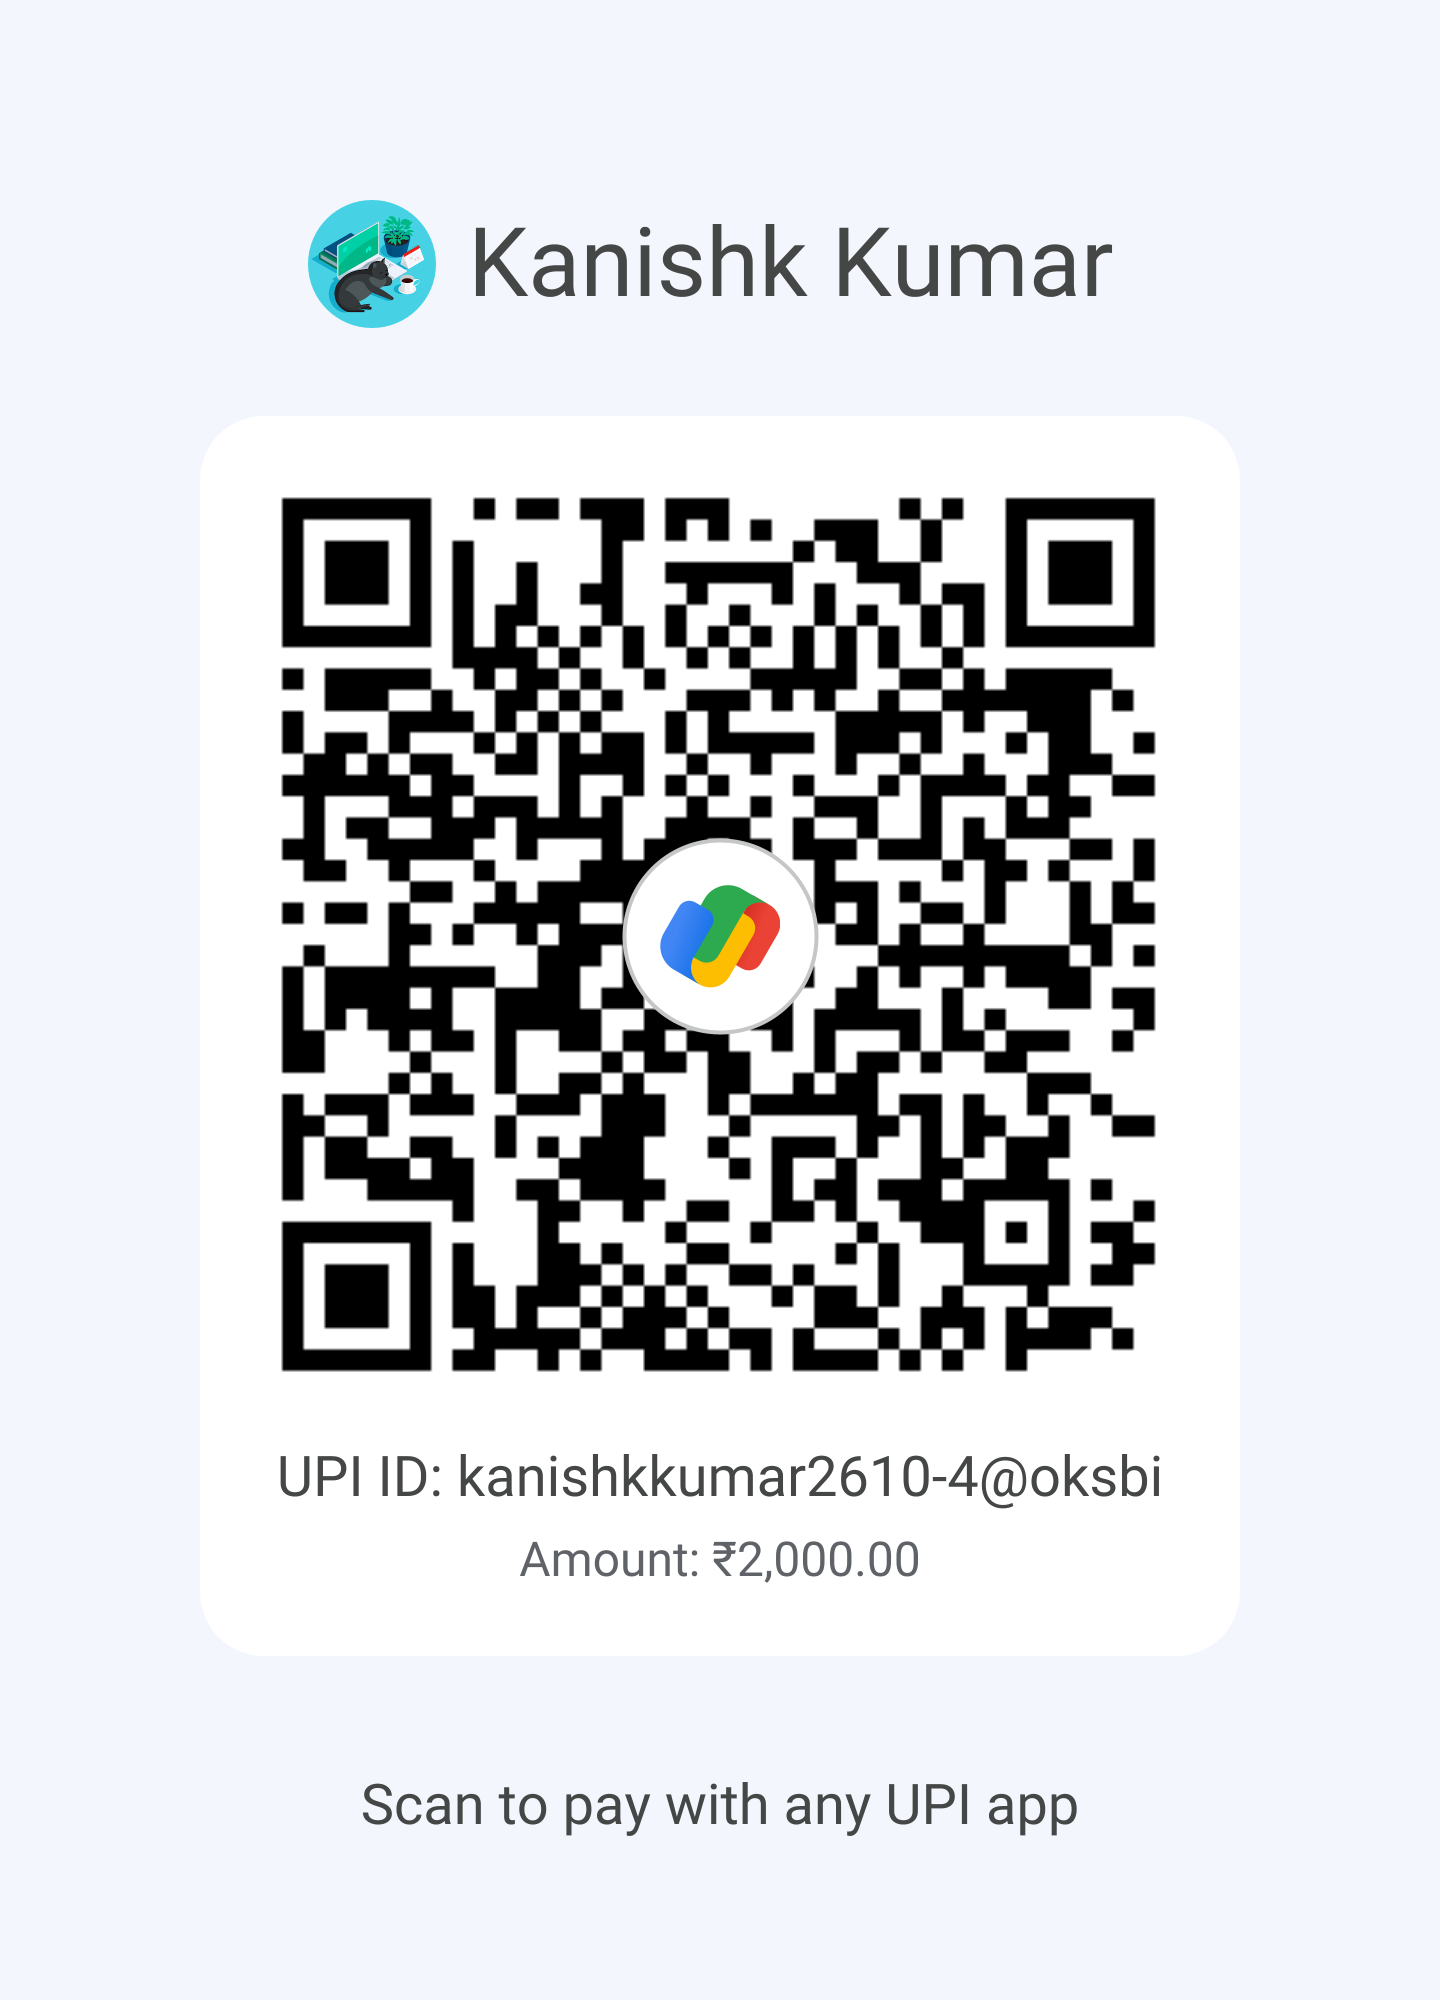 Kanishk Kumar
UPI ID: kanishkkumar2610-4@oksbi
Amount: ₹2,000.00
Scan to pay with any UPI app